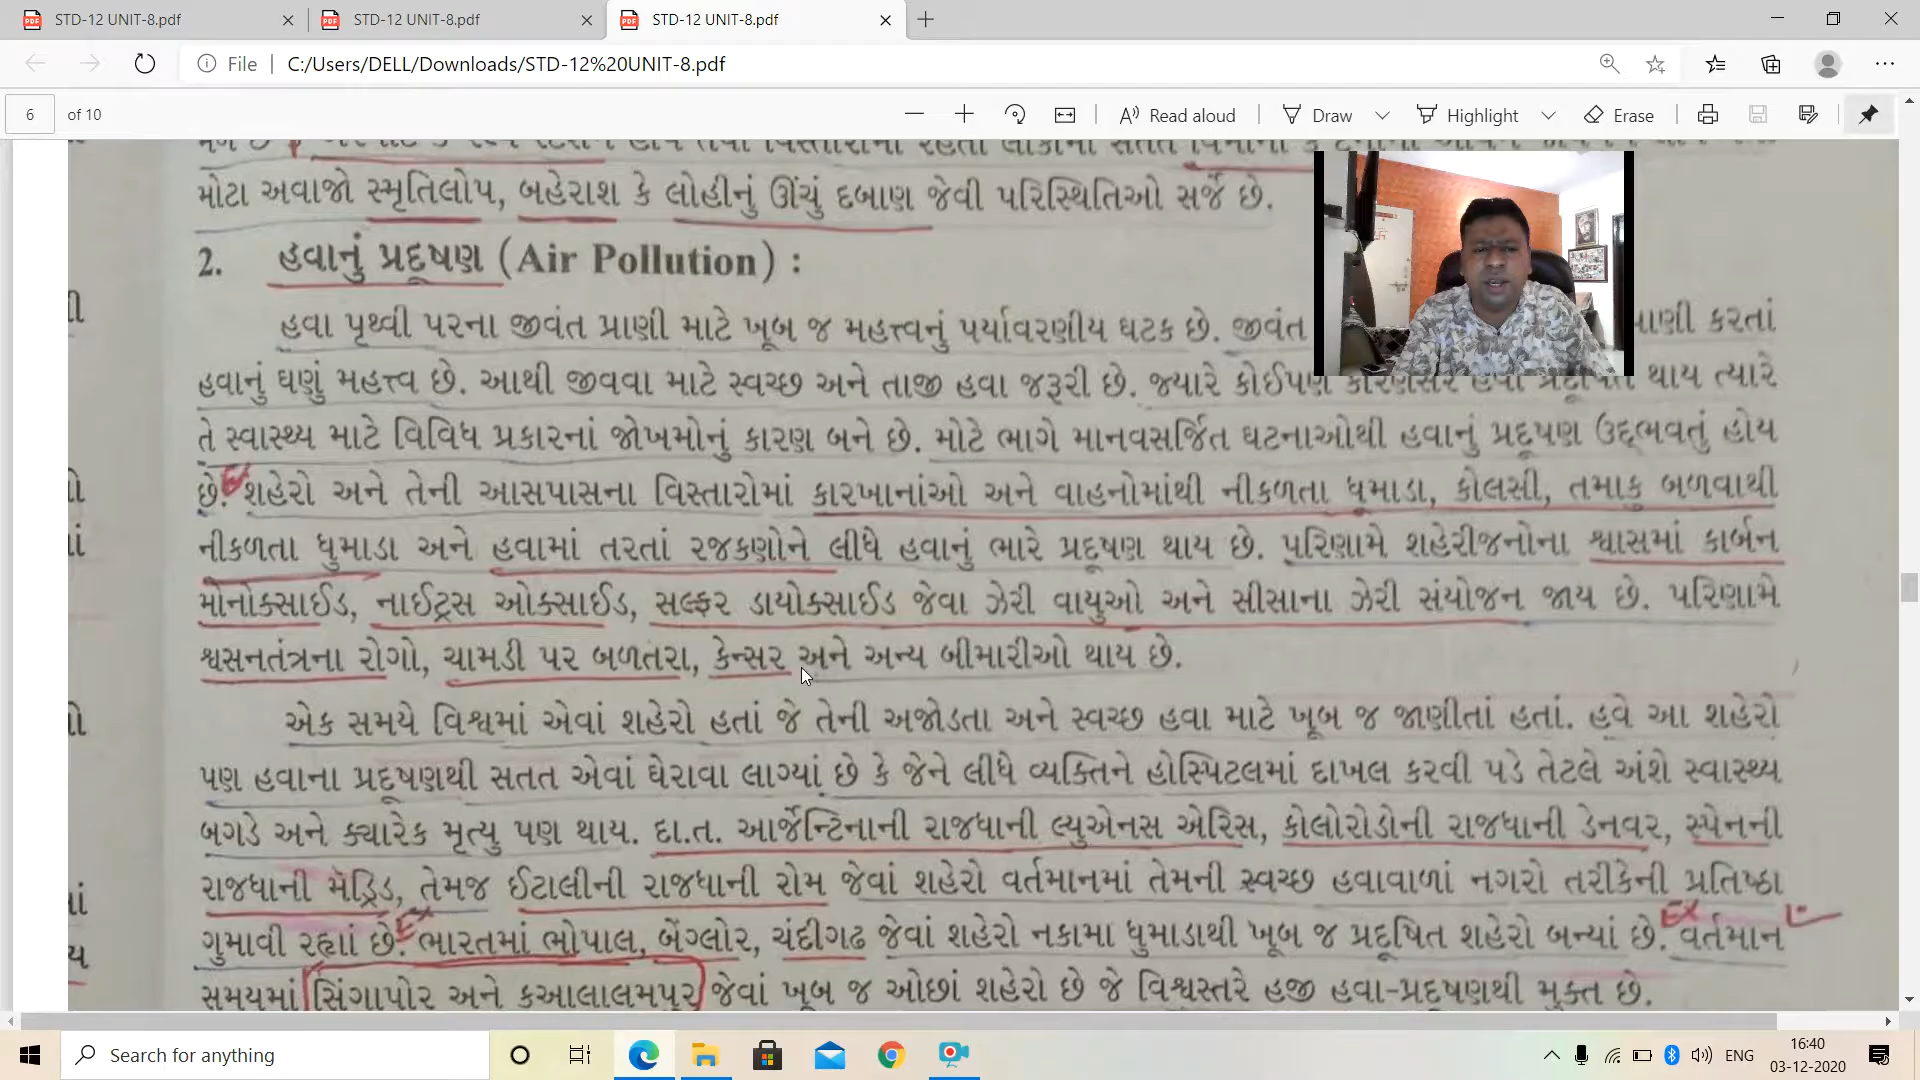 STD-12 UNIT-8.pdf
STD-12 UNIT-8.pdf
STD-12 UNIT-8.pdf
File
C:/Users/DELL/Downloads/STD-12%20UNIT-8.pdf
6 of 10
Read aloud
Draw
Highlight
Erase
મોટા અવાજો સ્મૃતિલોપ, બહેરાશ કે લોહીનું ઊંચું દબાણ જેવી પરિસ્થિતિઓ સર્જે છે.
2. હવાનું પ્રદૂષણ (Air Pollution) :
હવા પૃથ્વી પરના જીવંત પ્રાણી માટે ખૂબ જ મહત્ત્વનું પર્યાવરણીય ઘટક છે. જીવંત પાણી કરતાં
હવાનું ઘણું મહત્ત્વ છે. આથી જીવવા માટે સ્વચ્છ અને તાજી હવા જરૂરી છે. જ્યારે કોઈપણ કારણસર હવા પ્રદૂષિત થાય ત્યારે
તે સ્વાસ્થ્ય માટે વિવિધ પ્રકારનાં જોખમોનું કારણ બને છે. મોટે ભાગે માનવસર્જિત ઘટનાઓથી હવાનું પ્રદૂષણ ઉદ્ભવતું હોય
છે. શહેરો અને તેની આસપાસના વિસ્તારોમાં કારખાનાંઓ અને વાહનોમાંથી નીકળતા ધૂમાડા, કોલસી, તમાકુ બળવાથી
નીકળતા ધુમાડા અને હવામાં તરતાં રજકણોને લીધે હવાનું ભારે પ્રદૂષણ થાય છે. પરિણામે શહેરીજનોના શ્વાસમાં કાર્બન
મોનોક્સાઈડ, નાઈટ્રસ ઓક્સાઈડ, સલ્ફર ડાયોક્સાઈડ જેવા ઝેરી વાયુઓ અને સીસાના ઝેરી સંયોજન જાય છે. પરિણામે
શ્વસનતંત્રના રોગો, ચામડી પર બળતરા, કેન્સર અને અન્ય બીમારીઓ થાય છે.
એક સમયે વિશ્વમાં એવાં શહેરો હતાં જે તેની અજોડતા અને સ્વચ્છ હવા માટે ખૂબ જ જાણીતાં હતાં. હવે આ શહેરો
પણ હવાના પ્રદૂષણથી સતત એવાં ઘેરાવા લાગ્યાં છે કે જેને લીધે વ્યક્તિને હોસ્પિટલમાં દાખલ કરવી પડે તેટલે અંશે સ્વાસ્થ્ય
બગડે અને ક્યારેક મૃત્યુ પણ થાય. દા.ત. આર્જેન્ટિનાની રાજધાની લ્યુએનસ એરિસ, કોલોરોડોની રાજધાની ડેનવર, સ્પેનની
રાજધાની મૅડ્રિડ, તેમજ ઈટાલીની રાજધાની રોમ જેવાં શહેરો વર્તમાનમાં તેમની સ્વચ્છ હવાવાળાં નગરો તરીકેની પ્રતિષ્ઠા
ગુમાવી રહ્યાં છે. ભારતમાં ભોપાલ, બેંગ્લોર, ચંદીગઢ જેવાં શહેરો નકામા ધુમાડાથી ખૂબ જ પ્રદૂષિત શહેરો બન્યાં છે. વર્તમાન
સમયમાં સિંગાપોર અને કઆલાલમપુર જેવાં ખૂબ જ ઓછાં શહેરો છે જે વિશ્વસ્તરે હજી હવા-પ્રદૂષણથી મુક્ત છે.
Search for anything
ENG
16:40
03-12-2020